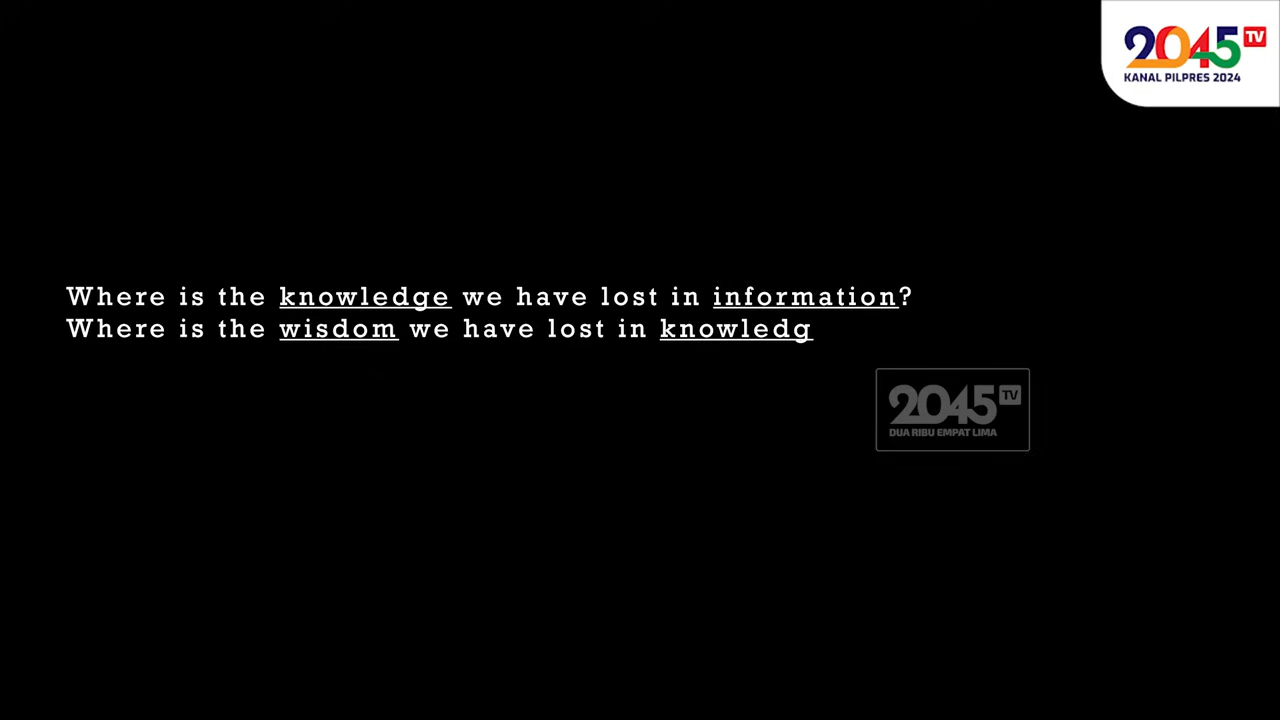 2045 TV
KANAL PILPRES 2024
Where is the knowledge we have lost in information?
Where is the wisdom we have lost in knowledg
2045 TV
DUA RIBU EMPAT LIMA